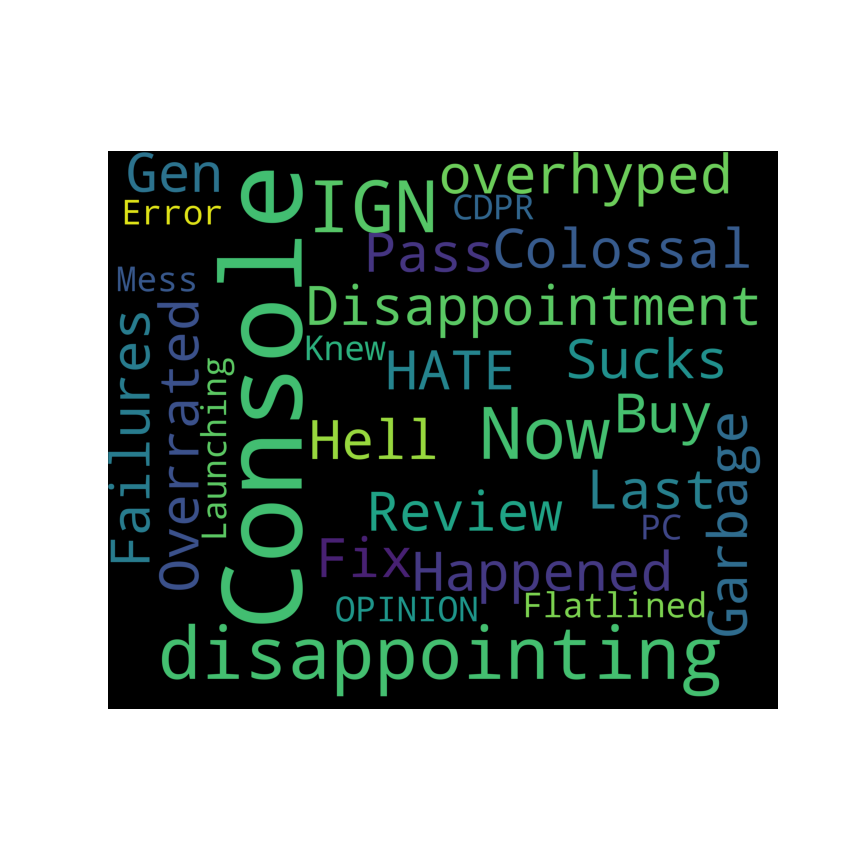 Gen
overhyped
IGN
Error
CDPR
Console
Pass
Colossal
Mess
Disappointment
Failures
Overrated
Knew
Sucks
HATE
Launching
Buy
Now
Hell
Garbage
Last
Review
PC
Fix
Happened
OPINION
Flatlined
disappointing